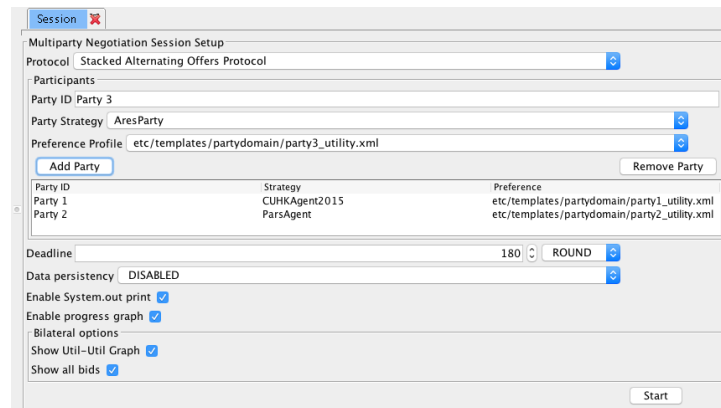 Session
Multiparty Negotiation Session Setup
Protocol Stacked Alternating Offers Protocol
Participants
Party ID Party 3
Party Strategy AresParty
Preference Profile etc/templates/partydomain/party3_utility.xml
Add Party Remove Party
Party ID Strategy Preference
Party 1 CUHKAgent2015 etc/templates/partydomain/party1_utility.xml
Party 2 ParsAgent etc/templates/partydomain/party2_utility.xml
Deadline 180 ROUND
Data persistency DISABLED
Enable System.out print
Enable progress graph
Bilateral options
Show Util-Util Graph
Show all bids
Start